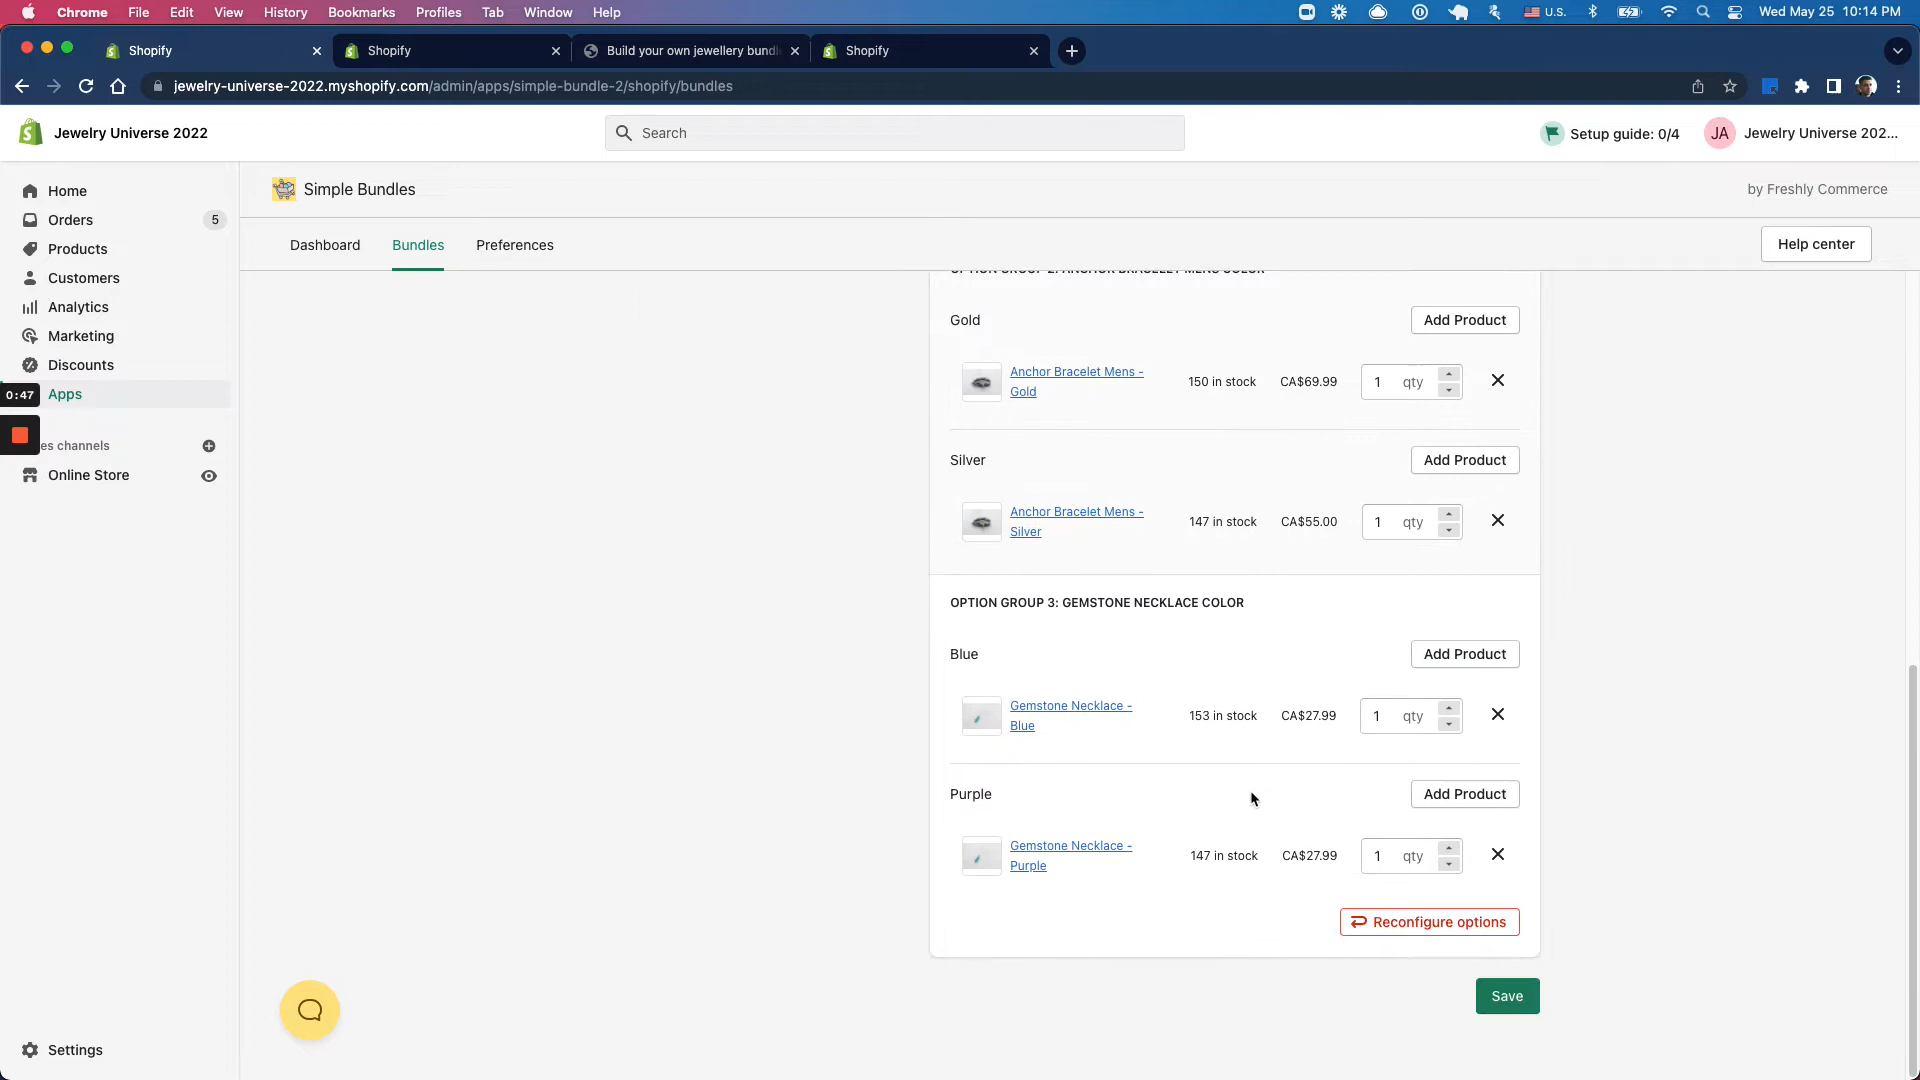 Chrome File Edit View History Bookmarks Profiles Tab Window Help U.S. Wed May 25 10:14 PM
Shopify Shopify Build your own jewellery bundl Shopify
jewelry-universe-2022.myshopify.com/admin/apps/simple-bundle-2/shopify/bundles
Jewelry Universe 2022 Search Setup guide: 0/4 JA Jewelry Universe 202...
Simple Bundles by Freshly Commerce
Dashboard Bundles Preferences Help center
Home
Orders 5
Products
Customers
Analytics
Marketing
Discounts
0:47 Apps
es channels
Online Store
Settings
OPTION GROUP 2: ANCHOR BRACELET MENS COLOR
Gold Add Product
Anchor Bracelet Mens -
Gold
150 in stock CA$69.99 1 qty
Silver Add Product
Anchor Bracelet Mens -
Silver
147 in stock CA$55.00 1 qty
OPTION GROUP 3: GEMSTONE NECKLACE COLOR
Blue Add Product
Gemstone Necklace -
Blue
153 in stock CA$27.99 1 qty
Purple Add Product
Gemstone Necklace -
Purple
147 in stock CA$27.99 1 qty
Reconfigure options
Save